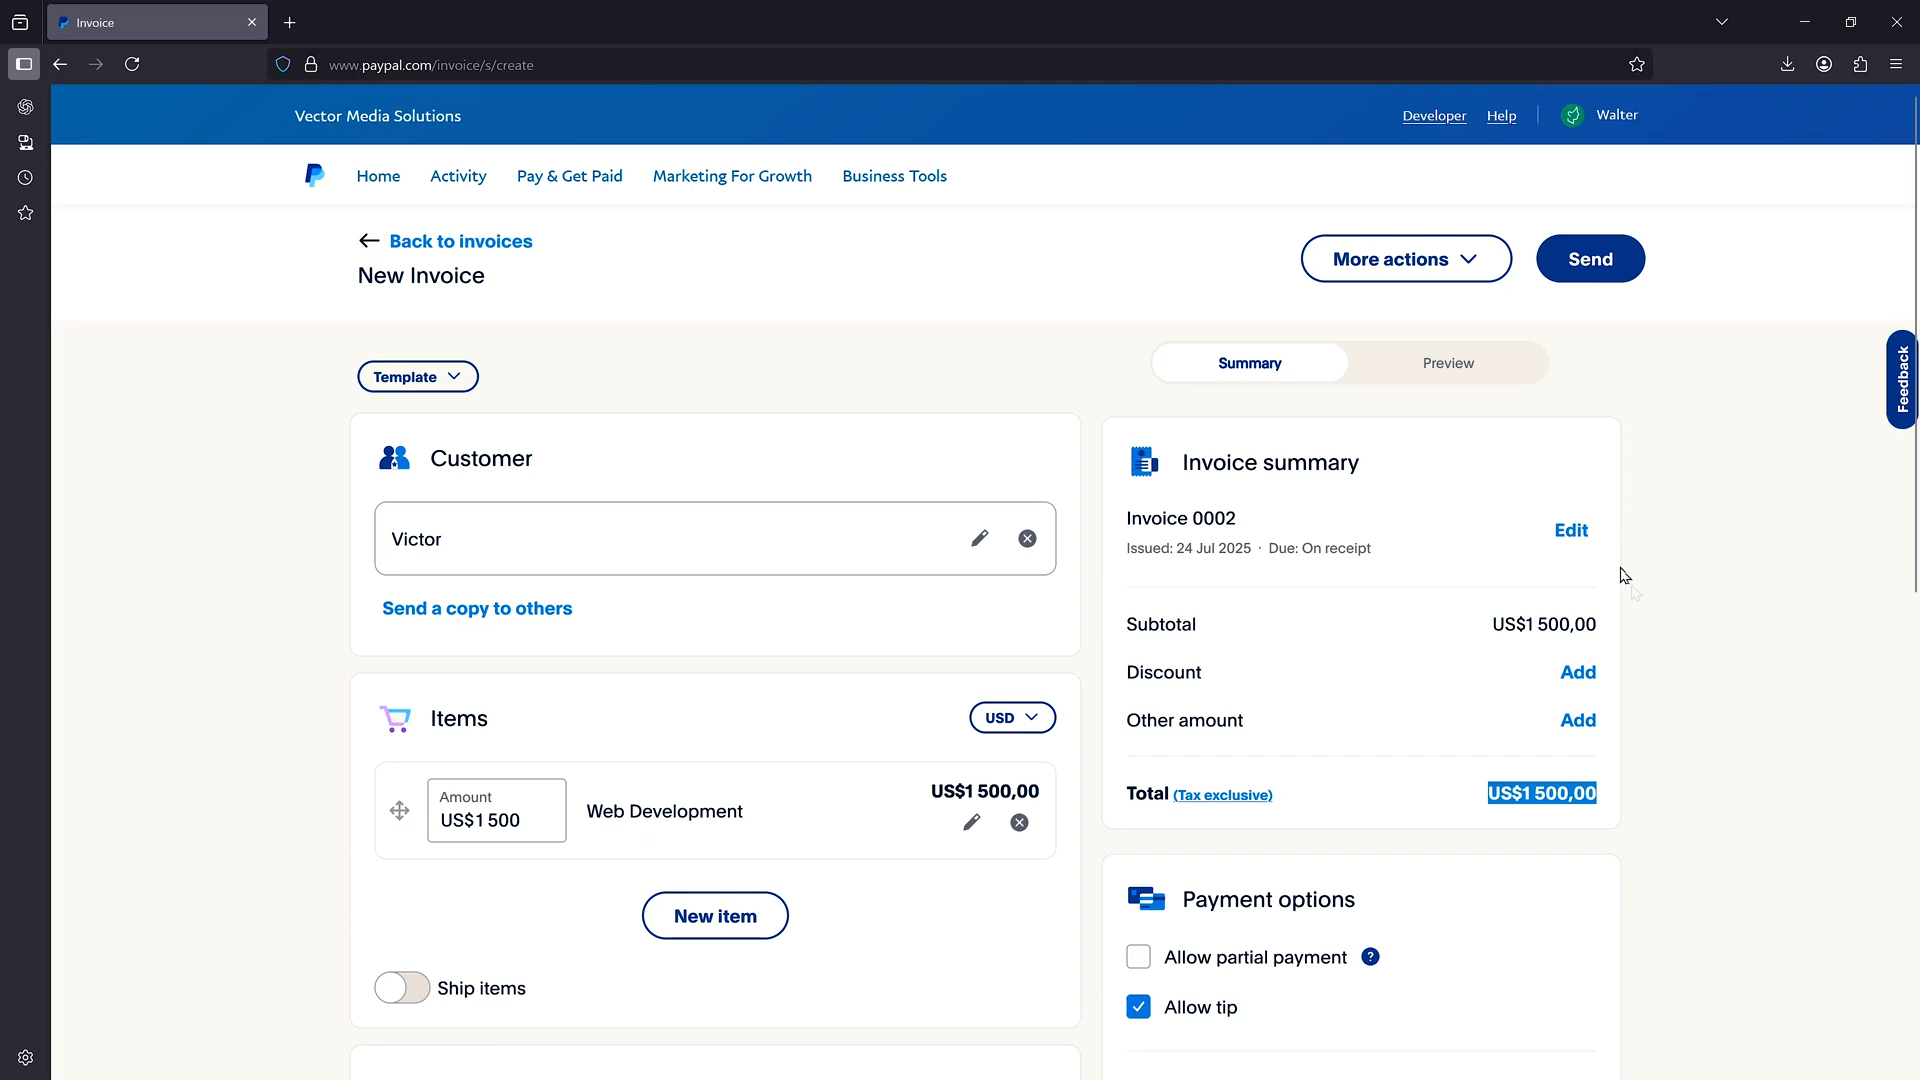 Invoice
www.paypal.com/invoice/s/create
Vector Media Solutions
Developer Help Walter
Home Activity Pay & Get Paid Marketing For Growth Business Tools
Back to invoices
New Invoice
More actions Send
Template
Summary Preview
Feedback
Customer
Victor
Send a copy to others
Items
USD
Amount
US$1 500
Web Development
US$1 500,00
New item
Ship items
Invoice summary
Invoice 0002
Issued: 24 Jul 2025 · Due: On receipt
Edit
Subtotal US$1 500,00
Discount Add
Other amount Add
Total (Tax exclusive) US$1 500,00
Payment options
Allow partial payment ?
Allow tip